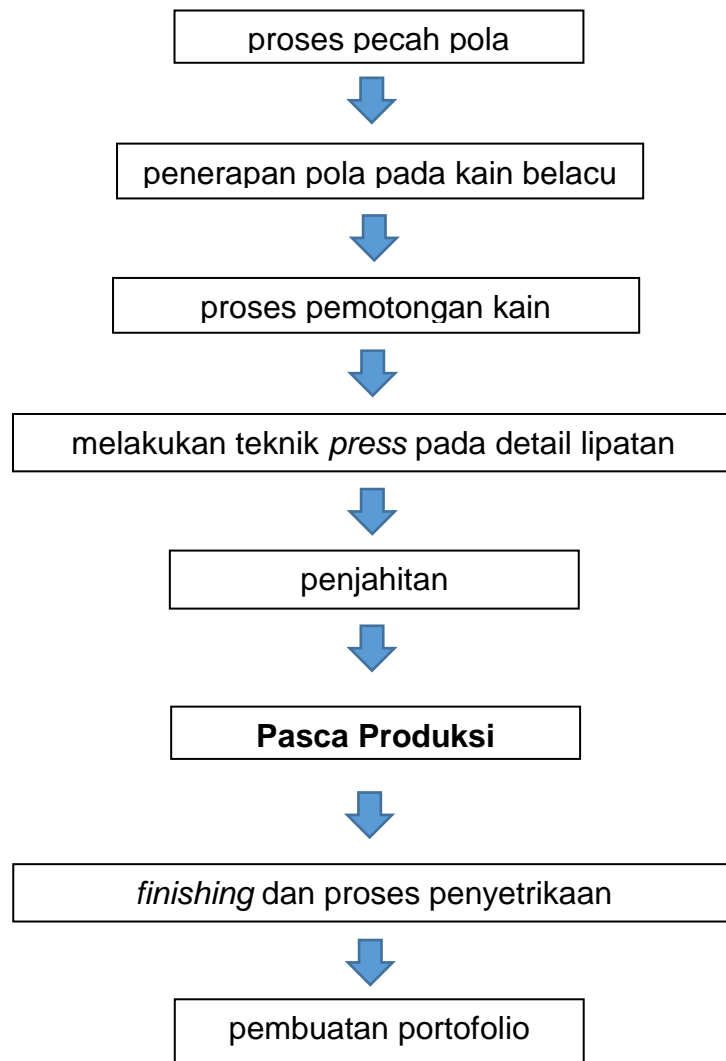 proses pecah pola
penerapan pola pada kain belacu
proses pemotongan kain
melakukan teknik press pada detail lipatan
penjahitan
Pasca Produksi
finishing dan proses penyetrikaan
pembuatan portofolio